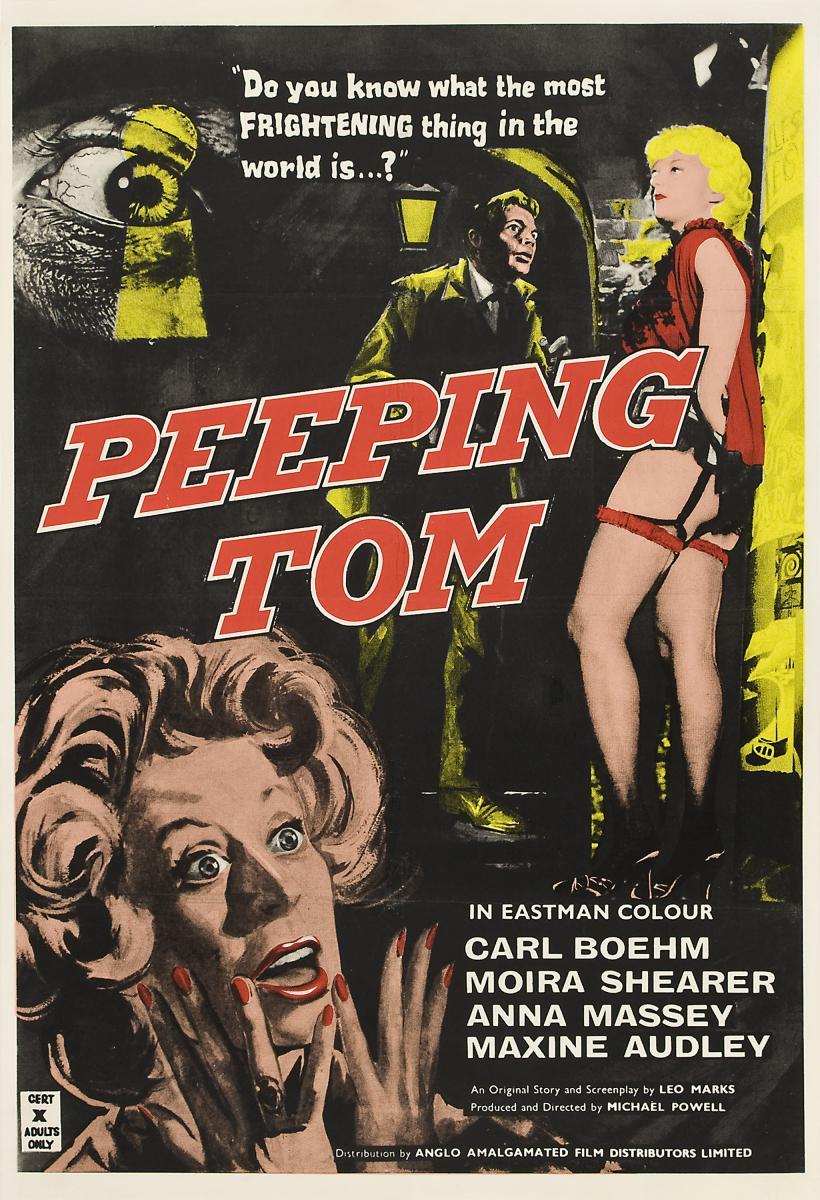 "Do you know what the most
FRIGHTENING thing in the
world is...?"
PEEPING
TOM
IN EASTMAN COLOUR
CARL BOEHM
MOIRA SHEARER
ANNA MASSEY
MAXINE AUDLEY
An Original Story and Screenplay by LEO MARKS
Produced and Directed by MICHAEL POWELL
CERT
X
ADULTS
ONLY
Distribution by ANGLO AMALGAMATED FILM DISTRIBUTORS LIMITED